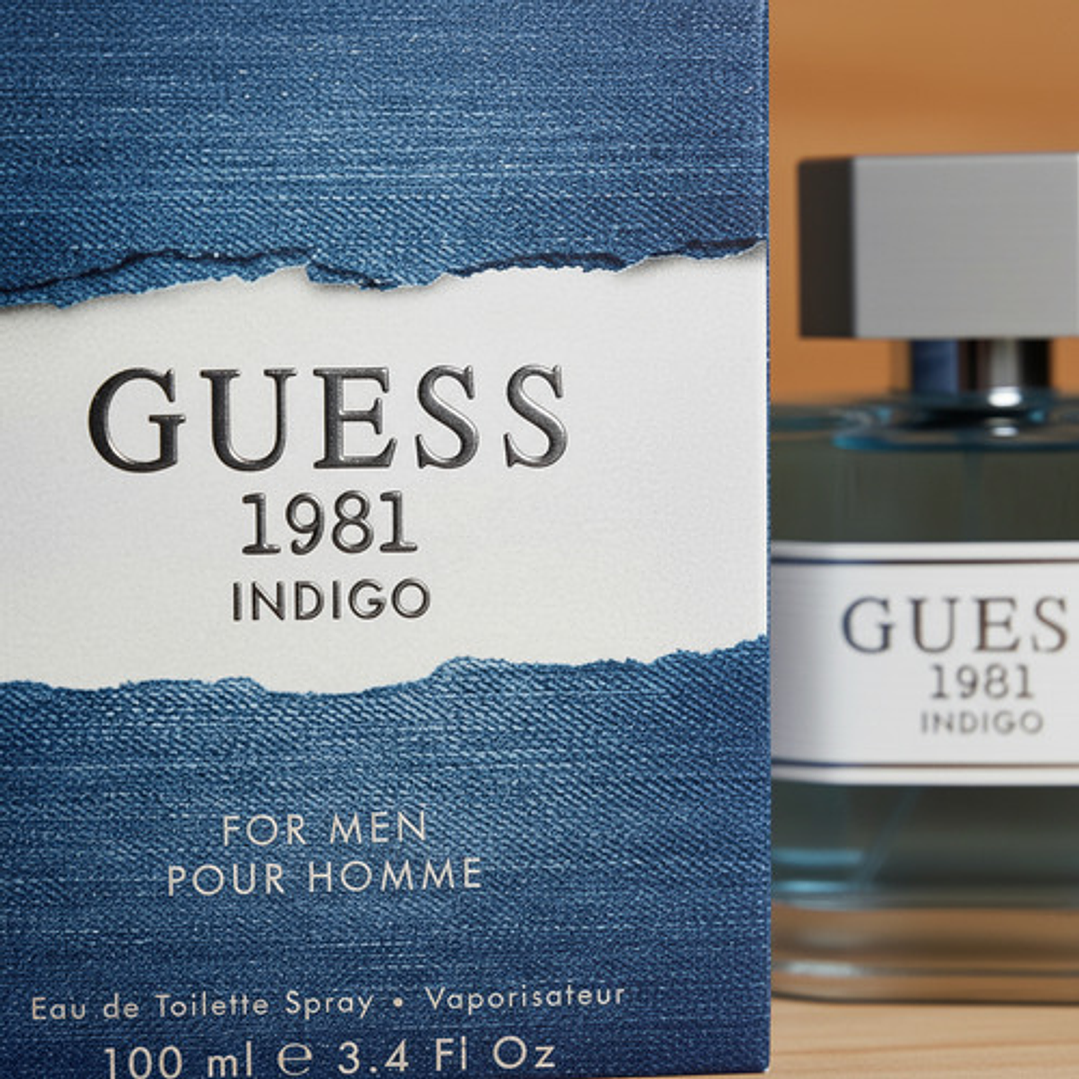 GUESS
1981
INDIGO
FOR MEN
POUR HOMME
Eau de Toilette Spray • Vaporisateur
100 ml ℮ 3.4 Fl Oz
GUES
1981
INDIGO